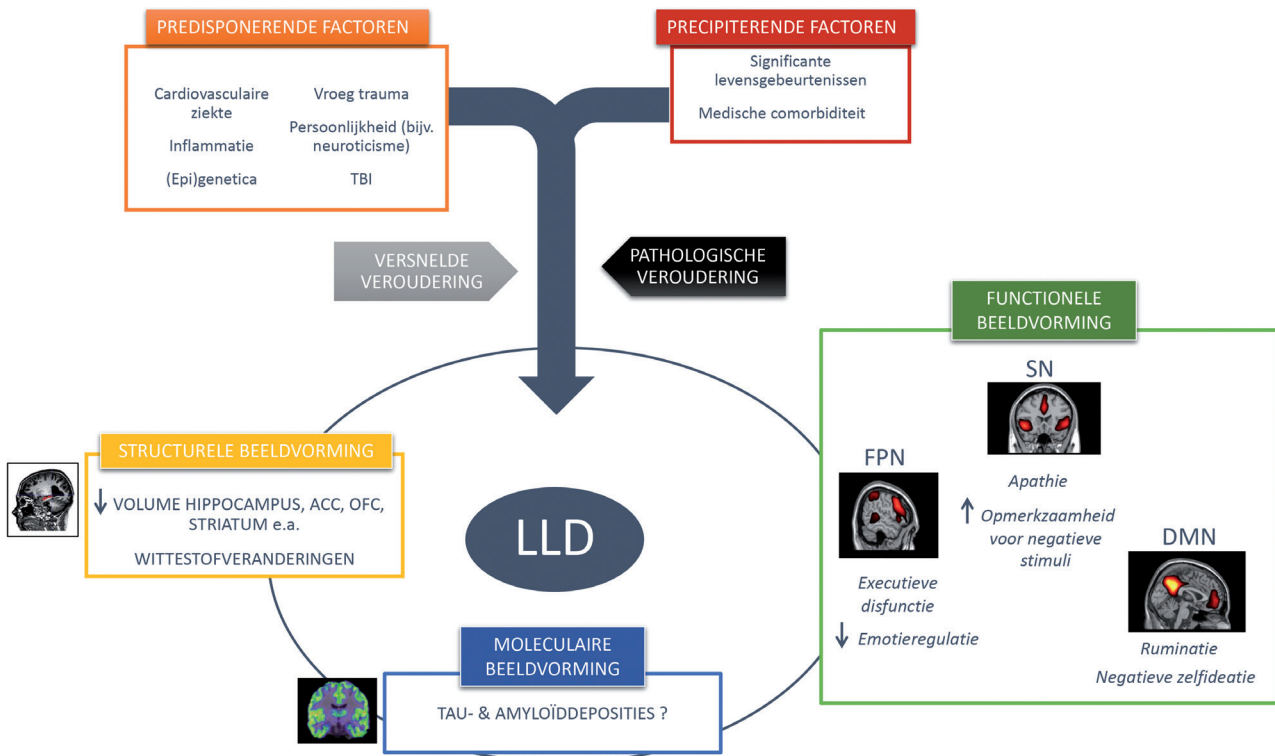 PREDISPONERENDE FACTOREN
Cardiovasculaire
ziekte
Inflammatie
(Epi)genetica
Vroeg trauma
Persoonlijkheid (bijv.
neuroticisme)
TBI
PRECIPITERENDE FACTOREN
Significante
levensgebeurtenissen
Medische comorbiditeit
VERSNELDE
VEROUDERING
PATHOLOGISCHE
VEROUDERING
STRUCTURELE BEELDVORMING
↓ VOLUME HIPPOCAMPUS, ACC, OFC,
STRIATUM e.a.
WITTESTOFVERANDERINGEN
LLD
MOLECULAIRE
BEELDVORMING
TAU- & AMYLOÏDDEPOSITIES ?
FUNCTIONELE
BEELDVORMING
SN
Apathie
↑ Opmerkzaamheid
voor negatieve
stimuli
FPN
Executieve
disfunctie
↓ Emotieregulatie
DMN
Ruminatie
Negatieve zelfideatie